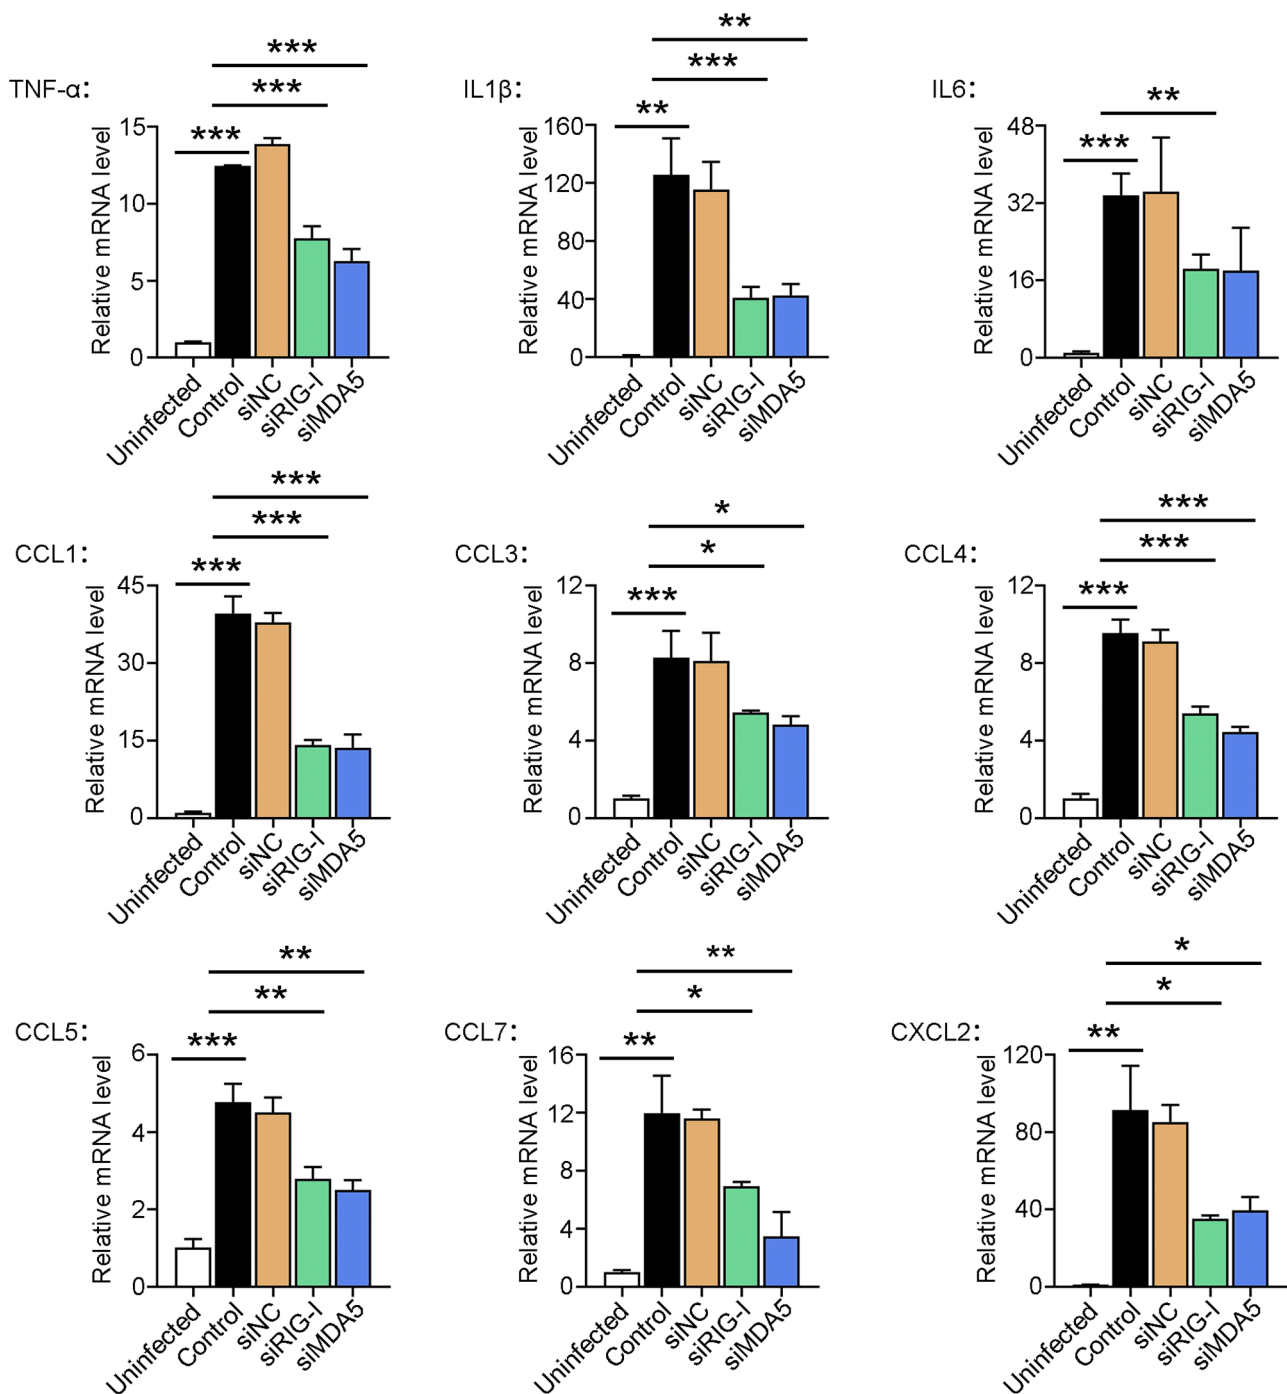 TNF-α:
***
***
***
Relative mRNA level
15
10
5
0
Uninfected
Control
siNC
siRIG-I
siMDA5
IL1β:
**
***
**
Relative mRNA level
160
120
80
40
0
Uninfected
Control
siNC
siRIG-I
siMDA5
IL6:
**
***
Relative mRNA level
48
32
16
0
Uninfected
Control
siNC
siRIG-I
siMDA5
CCL1:
***
***
***
Relative mRNA level
45
30
15
0
Uninfected
Control
siNC
siRIG-I
siMDA5
CCL3:
*
*
***
Relative mRNA level
12
8
4
0
Uninfected
Control
siNC
siRIG-I
siMDA5
CCL4:
***
***
***
Relative mRNA level
12
8
4
0
Uninfected
Control
siNC
siRIG-I
siMDA5
CCL5:
**
**
***
Relative mRNA level
6
4
2
0
Uninfected
Control
siNC
siRIG-I
siMDA5
CCL7:
**
*
**
Relative mRNA level
16
12
8
4
0
Uninfected
Control
siNC
siRIG-I
siMDA5
CXCL2:
*
*
**
Relative mRNA level
120
80
40
0
Uninfected
Control
siNC
siRIG-I
siMDA5